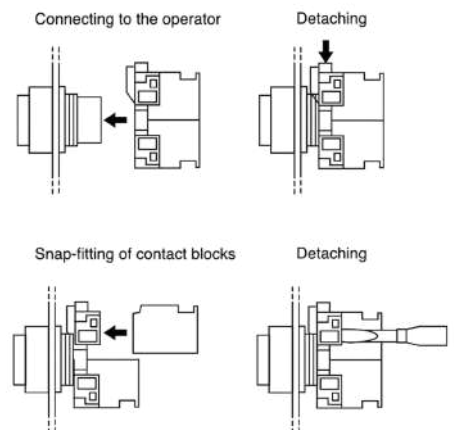 Connecting to the operator
Detaching
Snap-fitting of contact blocks
Detaching